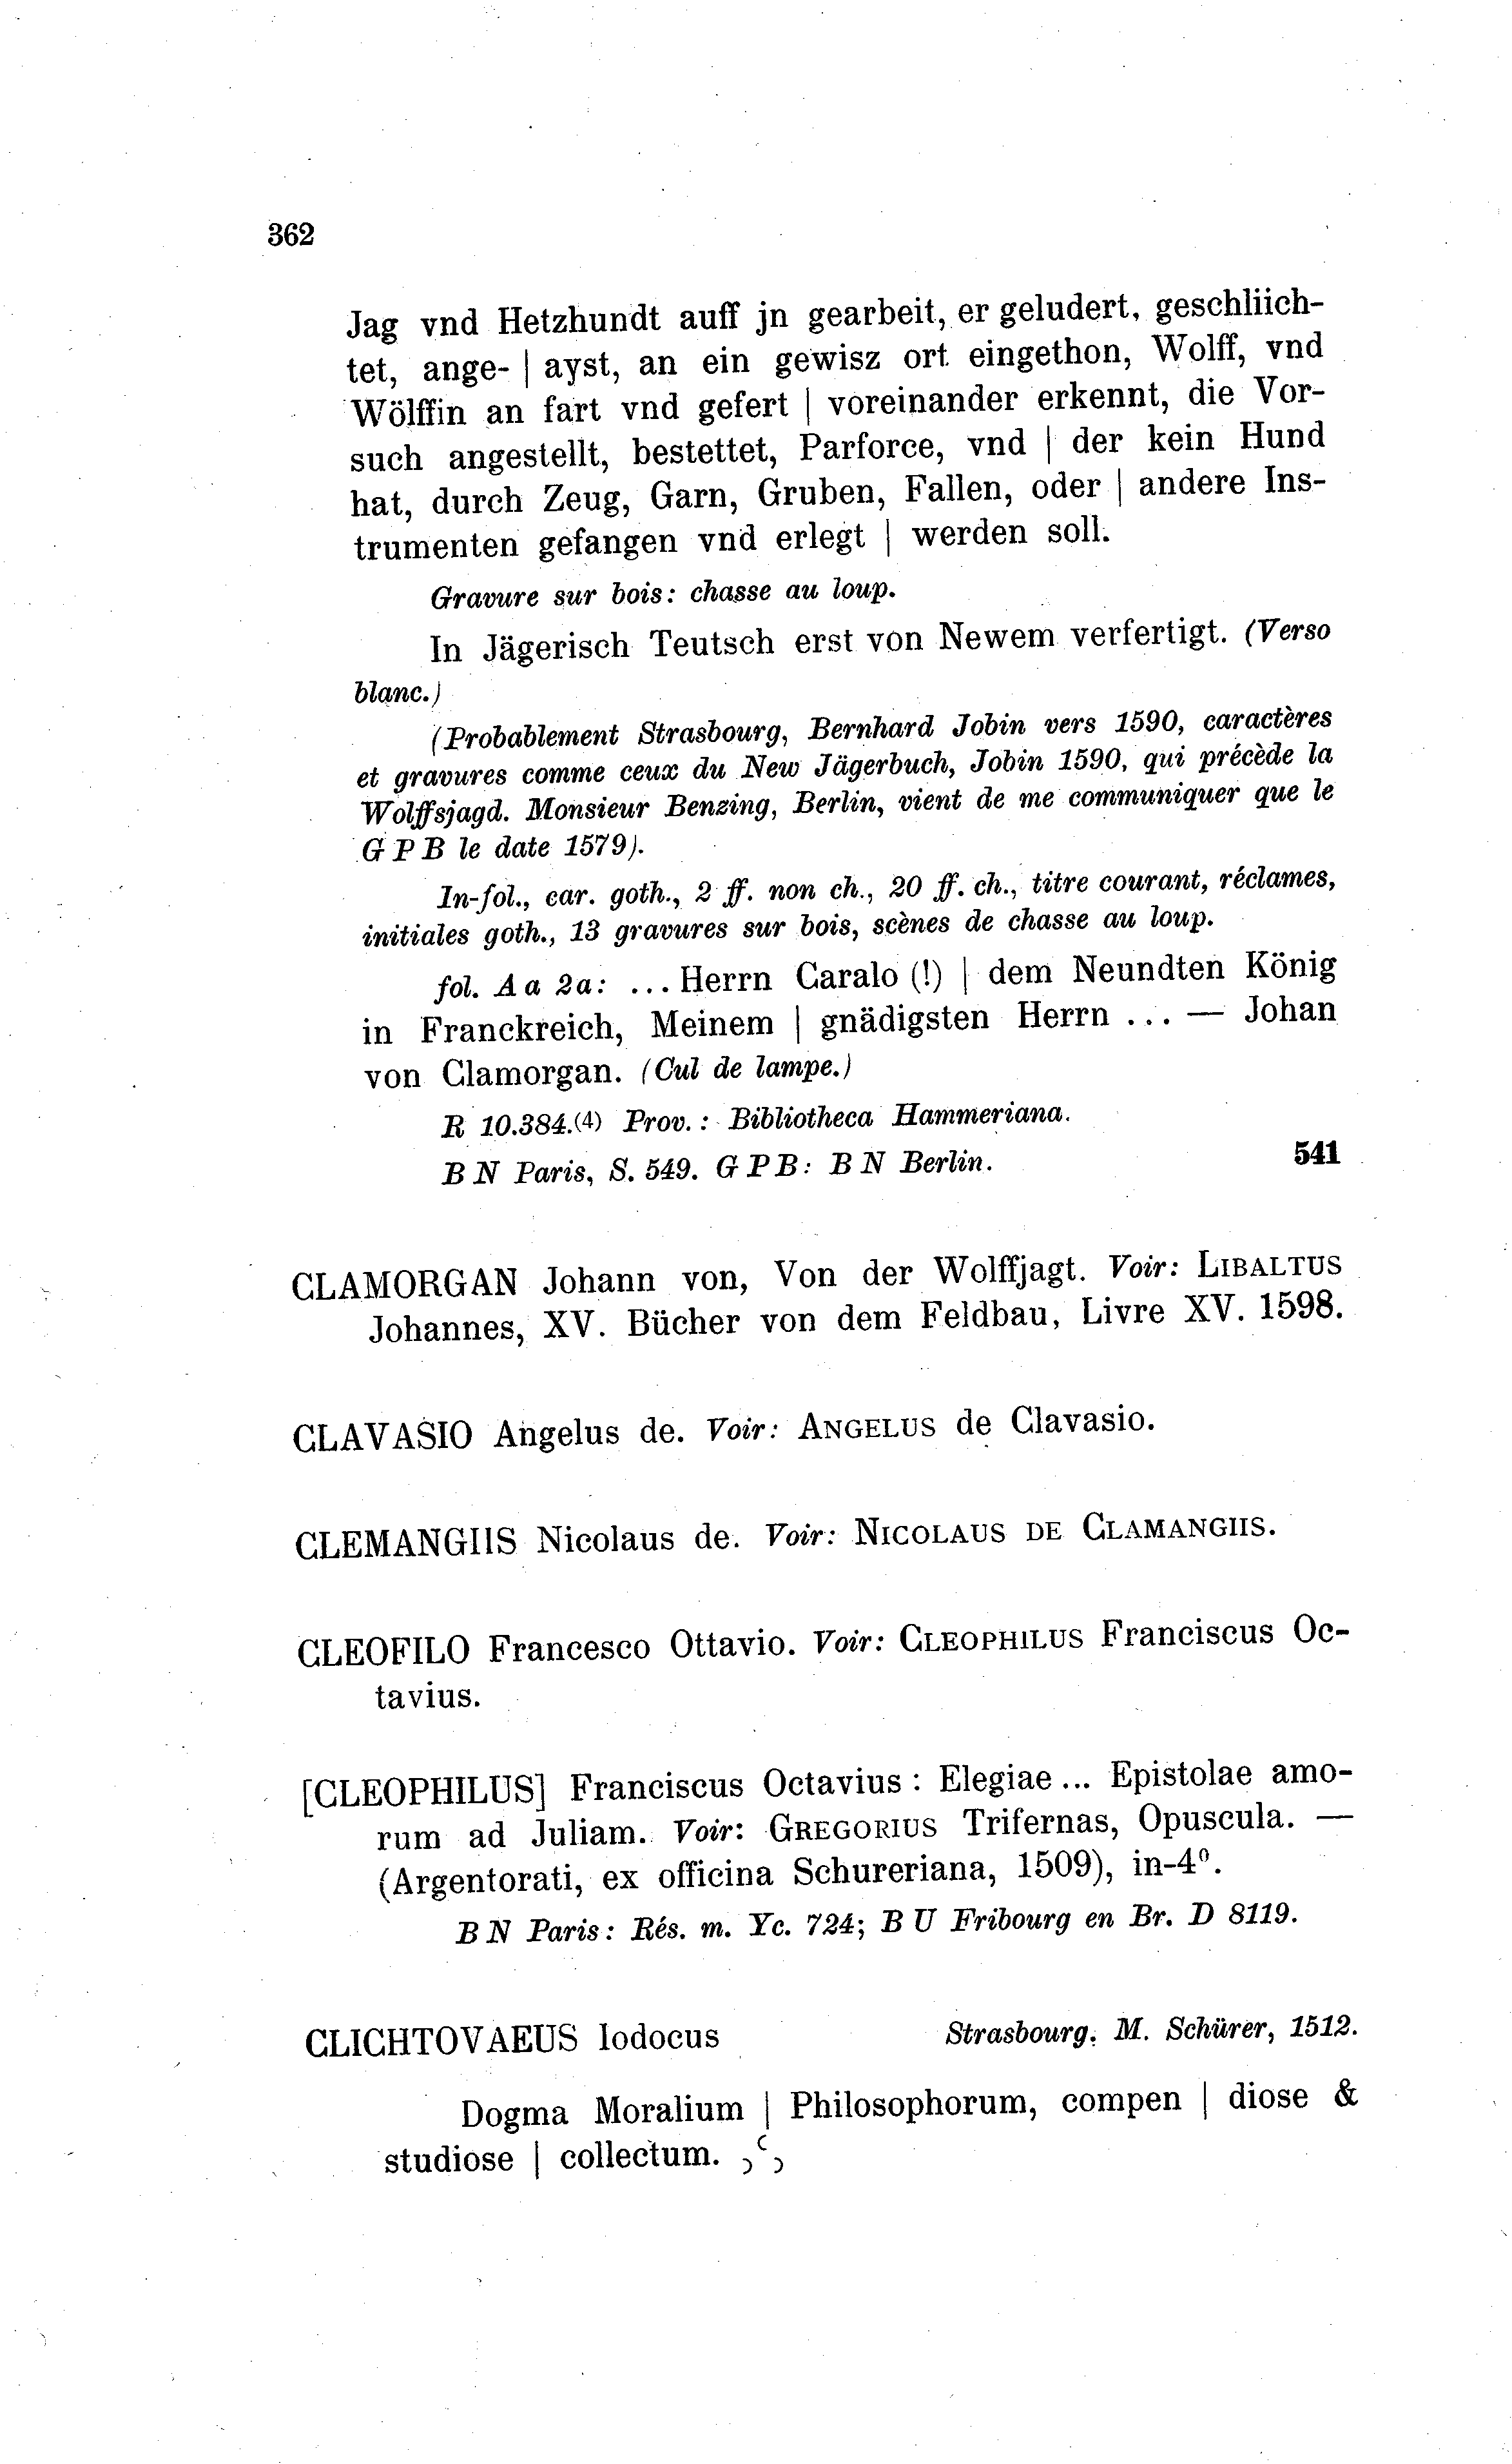 362
Jag vnd Hetzhundt auff jn gearbeit, er geludert, geschliich-
tet, ange- | ayst, an ein gewisz ort eingethon, Wolff, vnd
Wölffin an fart vnd gefert | voreinander erkennt, die Vor-
such angestellt, bestettet, Parforce, vnd | der kein Hund
hat, durch Zeug, Garn, Gruben, Fallen, oder | andere Ins-
trumenten gefangen vnd erlegt | werden soll.
Gravure sur bois: chasse au loup.
In Jägerisch Teutsch erst von Newem verfertigt. (Verso
blanc.)
(Probablement Strasbourg, Bernhard Jobin vers 1590, caractères
et gravures comme ceux du New Jägerbuch, Jobin 1590, qui précède la
Wolffsjagd. Monsieur Benzing, Berlin, vient de me communiquer que le
G P B le date 1579).
In-fol., car. goth., 2 ff. non ch., 20 ff. ch., titre courant, réclames,
initiales goth., 13 gravures sur bois, scènes de chasse au loup.
fol. A a 2a: ... Herrn Caralo (!) | dem Neundten König
in Franckreich, Meinem | gnädigsten Herrn ... — Johan
von Clamorgan. (Cul de lampe.)
R 10.384.(4) Prov.: Bibliotheca Hammeriana.
B N Paris, S. 549. G P B: B N Berlin. 541
CLAMORGAN Johann von, Von der Wolffjagt. Voir: LIBALTUS
Johannes, XV. Bücher von dem Feldbau, Livre XV. 1598.
CLAVASIO Angelus de. Voir: ANGELUS de Clavasio.
CLEMANGIIS Nicolaus de. Voir: NICOLAUS DE CLAMANGIIS.
CLEOFILO Francesco Ottavio. Voir: CLEOPHILUS Franciscus Oc-
tavius.
[CLEOPHILUS] Franciscus Octavius: Elegiae ... Epistolae amo-
rum ad Juliam. Voir: GREGORIUS Trifernas, Opuscula. —
(Argentorati, ex officina Schureriana, 1509), in-4⁰.
B N Paris: Rés. m. Yc. 724; B U Fribourg en Br. D 8119.
CLICHTOVAEUS Iodocus Strasbourg. M. Schürer, 1512.
Dogma Moralium | Philosophorum, compen | diose &
studiose | collectum.